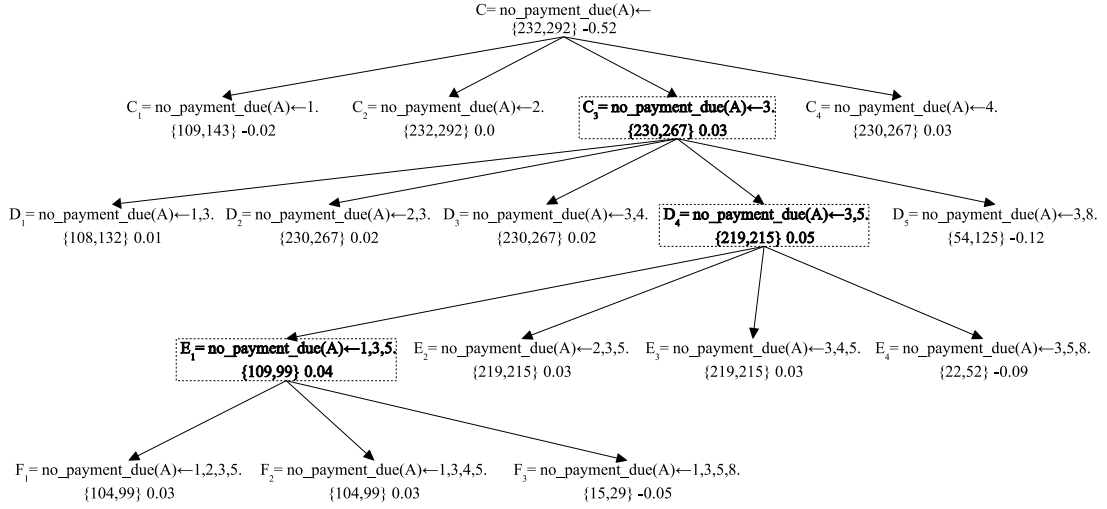 C= no_payment_due(A)←
{232,292} -0.52
C₁= no_payment_due(A)←1.
{109,143} -0.02
C₂= no_payment_due(A)←2.
{232,292} 0.0
C₃= no_payment_due(A)←3.
{230,267} 0.03
C₄= no_payment_due(A)←4.
{230,267} 0.03
D₁= no_payment_due(A)←1,3.
{108,132} 0.01
D₂= no_payment_due(A)←2,3.
{230,267} 0.02
D₃= no_payment_due(A)←3,4.
{230,267} 0.02
D₄= no_payment_due(A)←3,5.
{219,215} 0.05
D₅= no_payment_due(A)←3,8.
{54,125} -0.12
E₁= no_payment_due(A)←1,3,5.
{109,99} 0.04
E₂= no_payment_due(A)←2,3,5.
{219,215} 0.03
E₃= no_payment_due(A)←3,4,5.
{219,215} 0.03
E₄= no_payment_due(A)←3,5,8.
{22,52} -0.09
F₁= no_payment_due(A)←1,2,3,5.
{104,99} 0.03
F₂= no_payment_due(A)←1,3,4,5.
{104,99} 0.03
F₃= no_payment_due(A)←1,3,5,8.
{15,29} -0.05